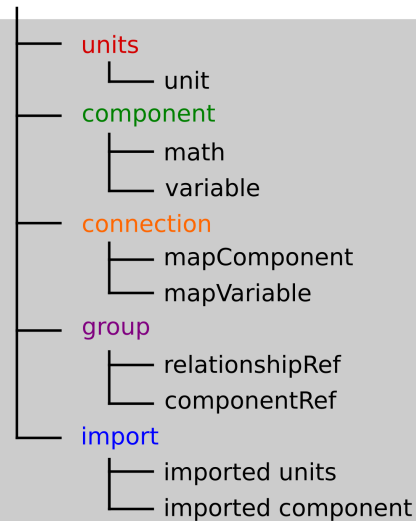 units
unit
component
math
variable
connection
mapComponent
mapVariable
group
relationshipRef
componentRef
import
imported units
imported component